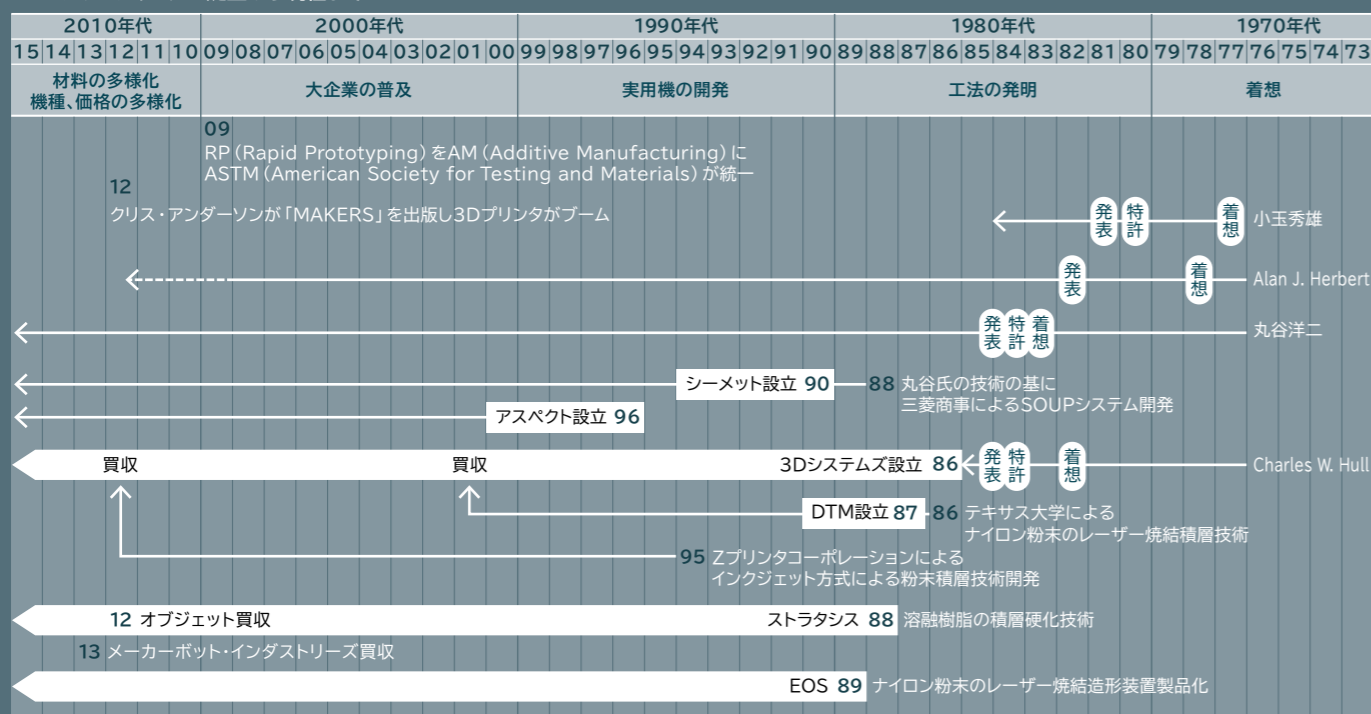 2010年代 2000年代 1990年代 1980年代 1970年代
15 14 13 12 11 10 09 08 07 06 05 04 03 02 01 00 99 98 97 96 95 94 93 92 91 90 89 88 87 86 85 84 83 82 81 80 79 78 77 76 75 74 73
材料の多様化
機種、価格の多様化
大企業の普及
実用機の開発
工法の発明
着想
09
RP（Rapid Prototyping）をAM（Additive Manufacturing）に
ASTM（American Society for Testing and Materials）が統一
12
クリス・アンダーソンが「MAKERS」を出版し3Dプリンタがブーム
発表 特許 着想 小玉秀雄
発表 着想 Alan J. Herbert
発表 特許 着想 丸谷洋二
シーメット設立 90 88 丸谷氏の技術の基に
三菱商事によるSOUPシステム開発
アスペクト設立 96
買収 買収 3Dシステムズ設立 86 発表 特許 着想 Charles W. Hull
DTM設立 87 86 テキサス大学による
ナイロン粉末のレーザー焼結積層技術
95 Zプリンタコーポレーションによる
インクジェット方式による粉末積層技術開発
12 オブジェット買収 ストラタシス 88 溶融樹脂の積層硬化技術
13 メーカーボット・インダストリーズ買収
EOS 89 ナイロン粉末のレーザー焼結造形装置製品化